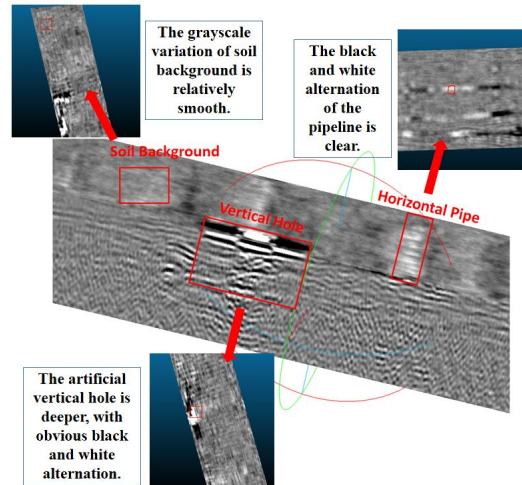 The grayscale
variation of soil
background is
relatively
smooth.
The black
and white
alternation
of the
pipeline is
clear.
Soil Background
Vertical Hole
Horizontal Pipe
The artificial
vertical hole is
deeper, with
obvious black
and white
alternation.